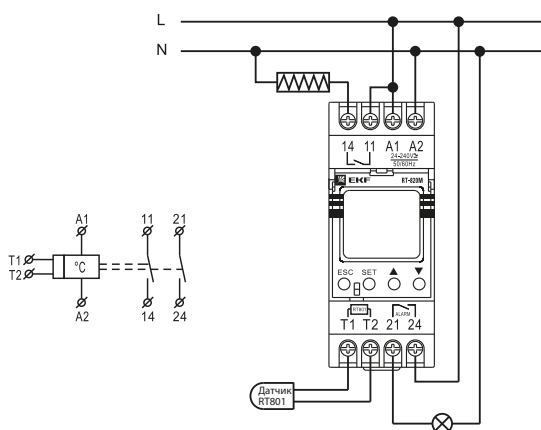 L
N
14 11 A1 A2
24-240V≂
50/60Hz
EKF RT-820M
ESC SET ▲ ▼
RT801 ALARM
T1 T2 21 24
Датчик
RT801
A1 11 21
T1
T2
°C
A2 14 24